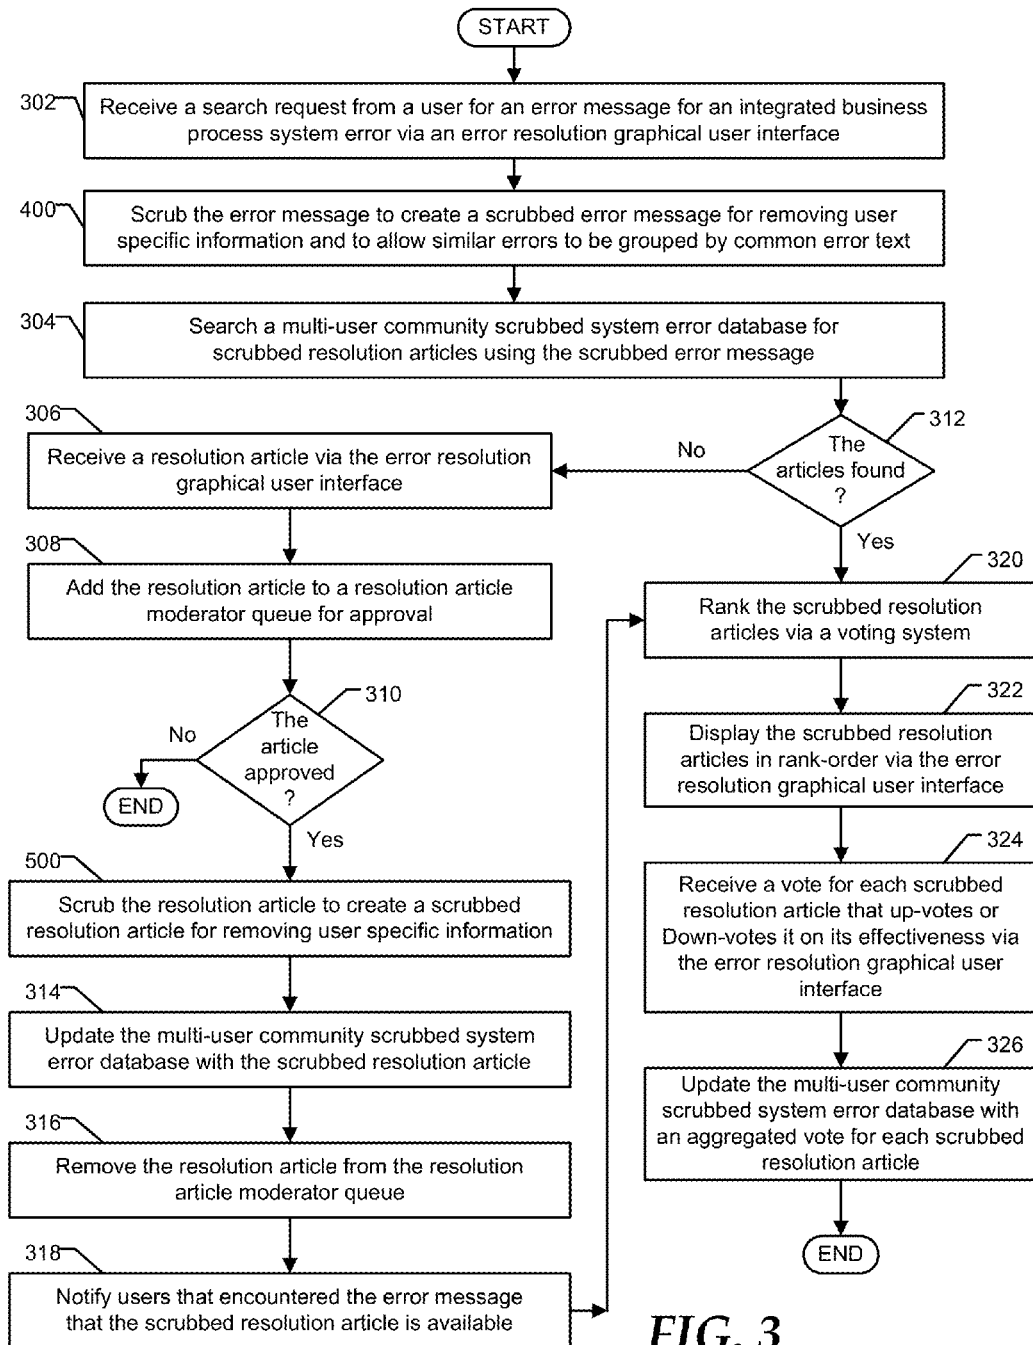 START
302
Receive a search request from a user for an error message for an integrated business
process system error via an error resolution graphical user interface
400
Scrub the error message to create a scrubbed error message for removing user
specific information and to allow similar errors to be grouped by common error text
304
Search a multi-user community scrubbed system error database for
scrubbed resolution articles using the scrubbed error message
312
The
articles found
?
No
Yes
306
Receive a resolution article via the error resolution
graphical user interface
308
Add the resolution article to a resolution article
moderator queue for approval
310
The
article
approved
?
No
END
Yes
500
Scrub the resolution article to create a scrubbed
resolution article for removing user specific information
314
Update the multi-user community scrubbed system
error database with the scrubbed resolution article
316
Remove the resolution article from the resolution
article moderator queue
318
Notify users that encountered the error message
that the scrubbed resolution article is available
320
Rank the scrubbed resolution
articles via a voting system
322
Display the scrubbed resolution
articles in rank-order via the error
resolution graphical user interface
324
Receive a vote for each scrubbed
resolution article that up-votes or
Down-votes it on its effectiveness via
the error resolution graphical user
interface
326
Update the multi-user community
scrubbed system error database with
an aggregated vote for each scrubbed
resolution article
END
FIG. 3